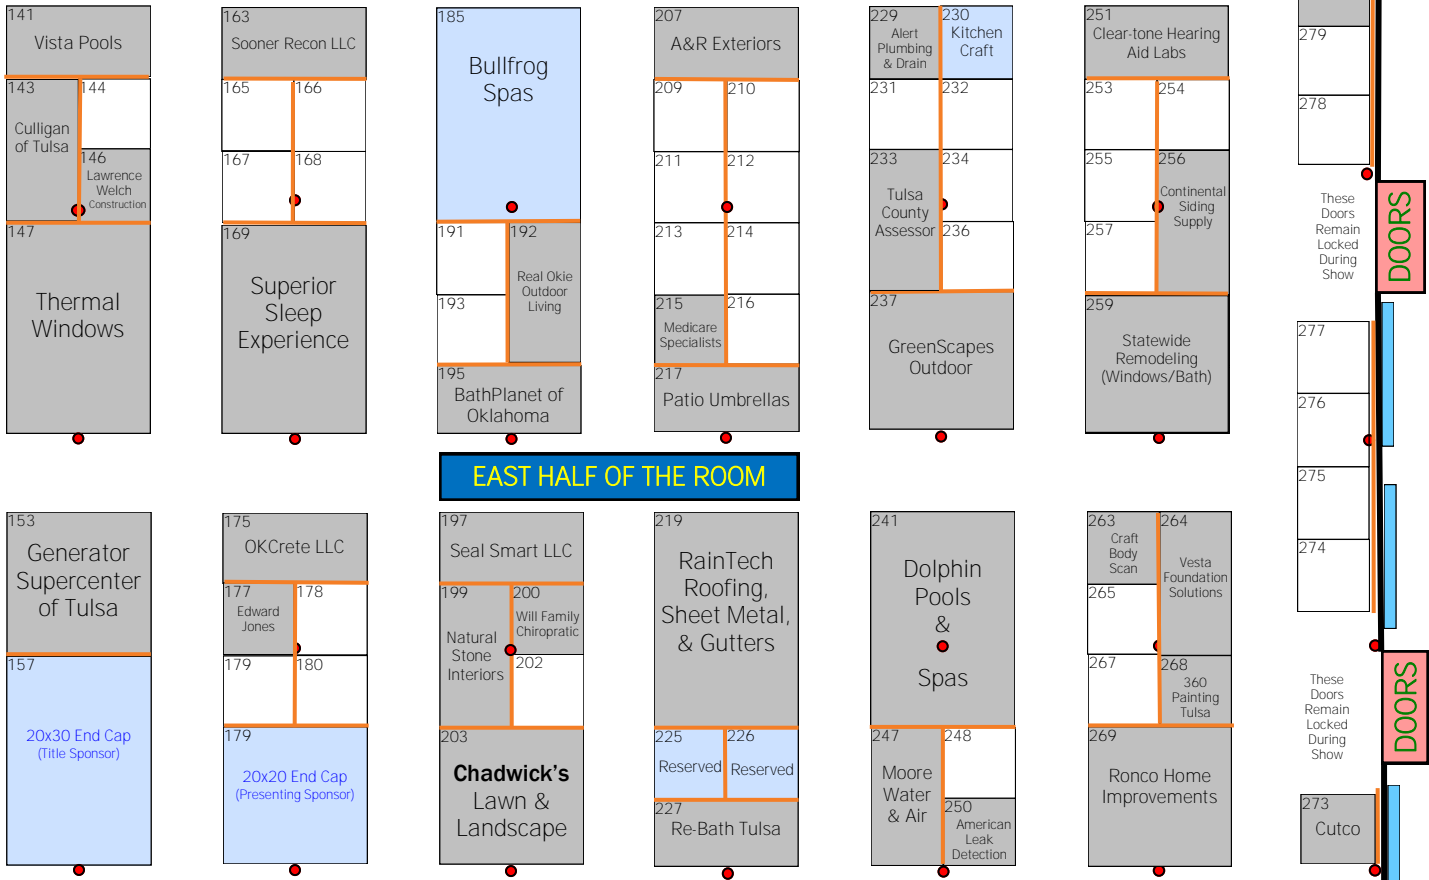 141
Vista Pools
143
Culligan
of Tulsa
144
146
Lawrence
Welch
Construction
147
Thermal
Windows
163
Sooner Recon LLC
165
166
167
168
169
Superior
Sleep
Experience
185
Bullfrog
Spas
191
192
Real Okie
Outdoor
Living
193
195
BathPlanet of
Oklahoma
207
A&R Exteriors
209
210
211
212
213
214
215
Medicare
Specialists
216
217
Patio Umbrellas
229
Alert
Plumbing
& Drain
230
Kitchen
Craft
231
232
233
Tulsa
County
Assessor
234
236
237
GreenScapes
Outdoor
251
Clear-tone Hearing
Aid Labs
253
254
255
256
Continental
Siding
Supply
257
259
Statewide
Remodeling
(Windows/Bath)
279
278
These
Doors
Remain
Locked
During
Show
DOORS
277
276
275
274
EAST HALF OF THE ROOM
153
Generator
Supercenter
of Tulsa
157
20x30 End Cap
(Title Sponsor)
175
OKCrete LLC
177
Edward
Jones
178
179
180
179
20x20 End Cap
(Presenting Sponsor)
197
Seal Smart LLC
199
Natural
Stone
Interiors
200
Will Family
Chiropratic
202
203
Chadwick's
Lawn &
Landscape
219
RainTech
Roofing,
Sheet Metal,
& Gutters
225
Reserved
226
Reserved
227
Re-Bath Tulsa
241
Dolphin
Pools
&
Spas
247
Moore
Water
& Air
248
250
American
Leak
Detection
263
Craft
Body
Scan
264
Vesta
Foundation
Solutions
265
267
268
360
Painting
Tulsa
269
Ronco Home
Improvements
These
Doors
Remain
Locked
During
Show
DOORS
273
Cutco